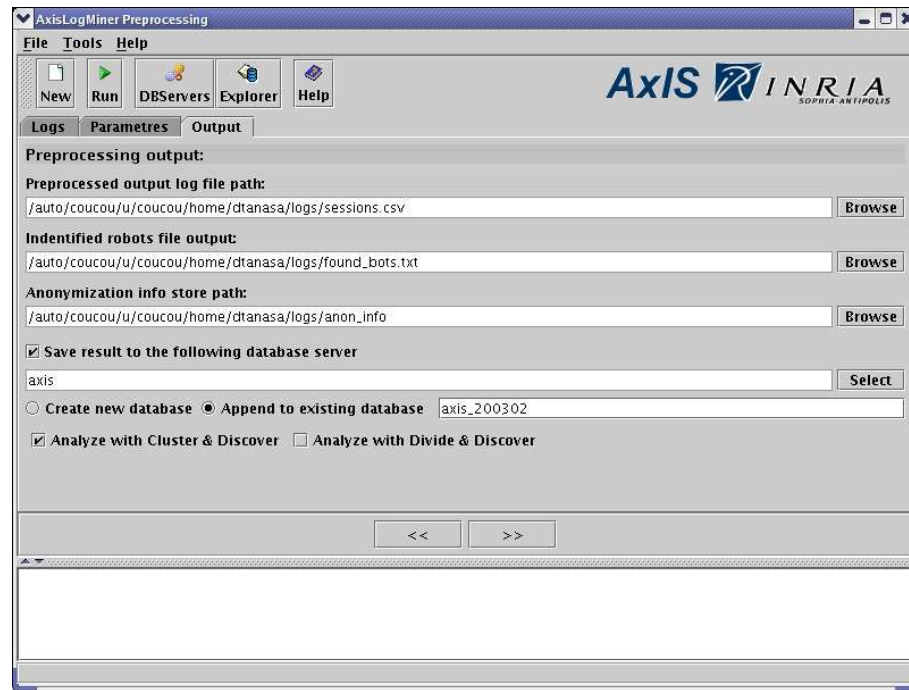 AxisLogMiner Preprocessing
File Tools Help
New Run DBServers Explorer Help
AxIS INRIA
SOPHIA ANTIPOLIS
Logs Parametres Output
Preprocessing output:
Preprocessed output log file path:
/auto/coucou/u/coucou/home/dtanasa/logs/sessions.csv Browse
Indentified robots file output:
/auto/coucou/u/coucou/home/dtanasa/logs/found_bots.txt Browse
Anonymization info store path:
/auto/coucou/u/coucou/home/dtanasa/logs/anon_info Browse
Save result to the following database server
axis Select
Create new database Append to existing database axis_200302
Analyze with Cluster & Discover Analyze with Divide & Discover
<< >>